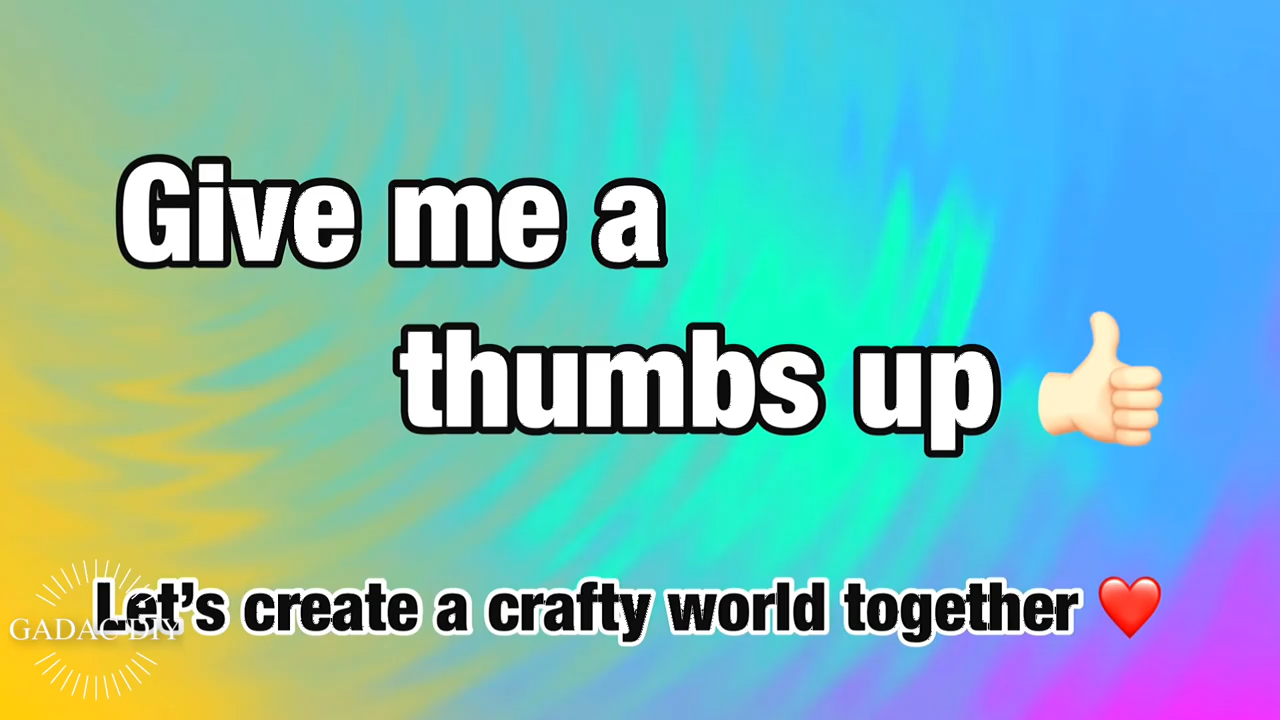 Give me a
thumbs up 👍🏻
Let's create a crafty world together ❤️
GADAC DIY